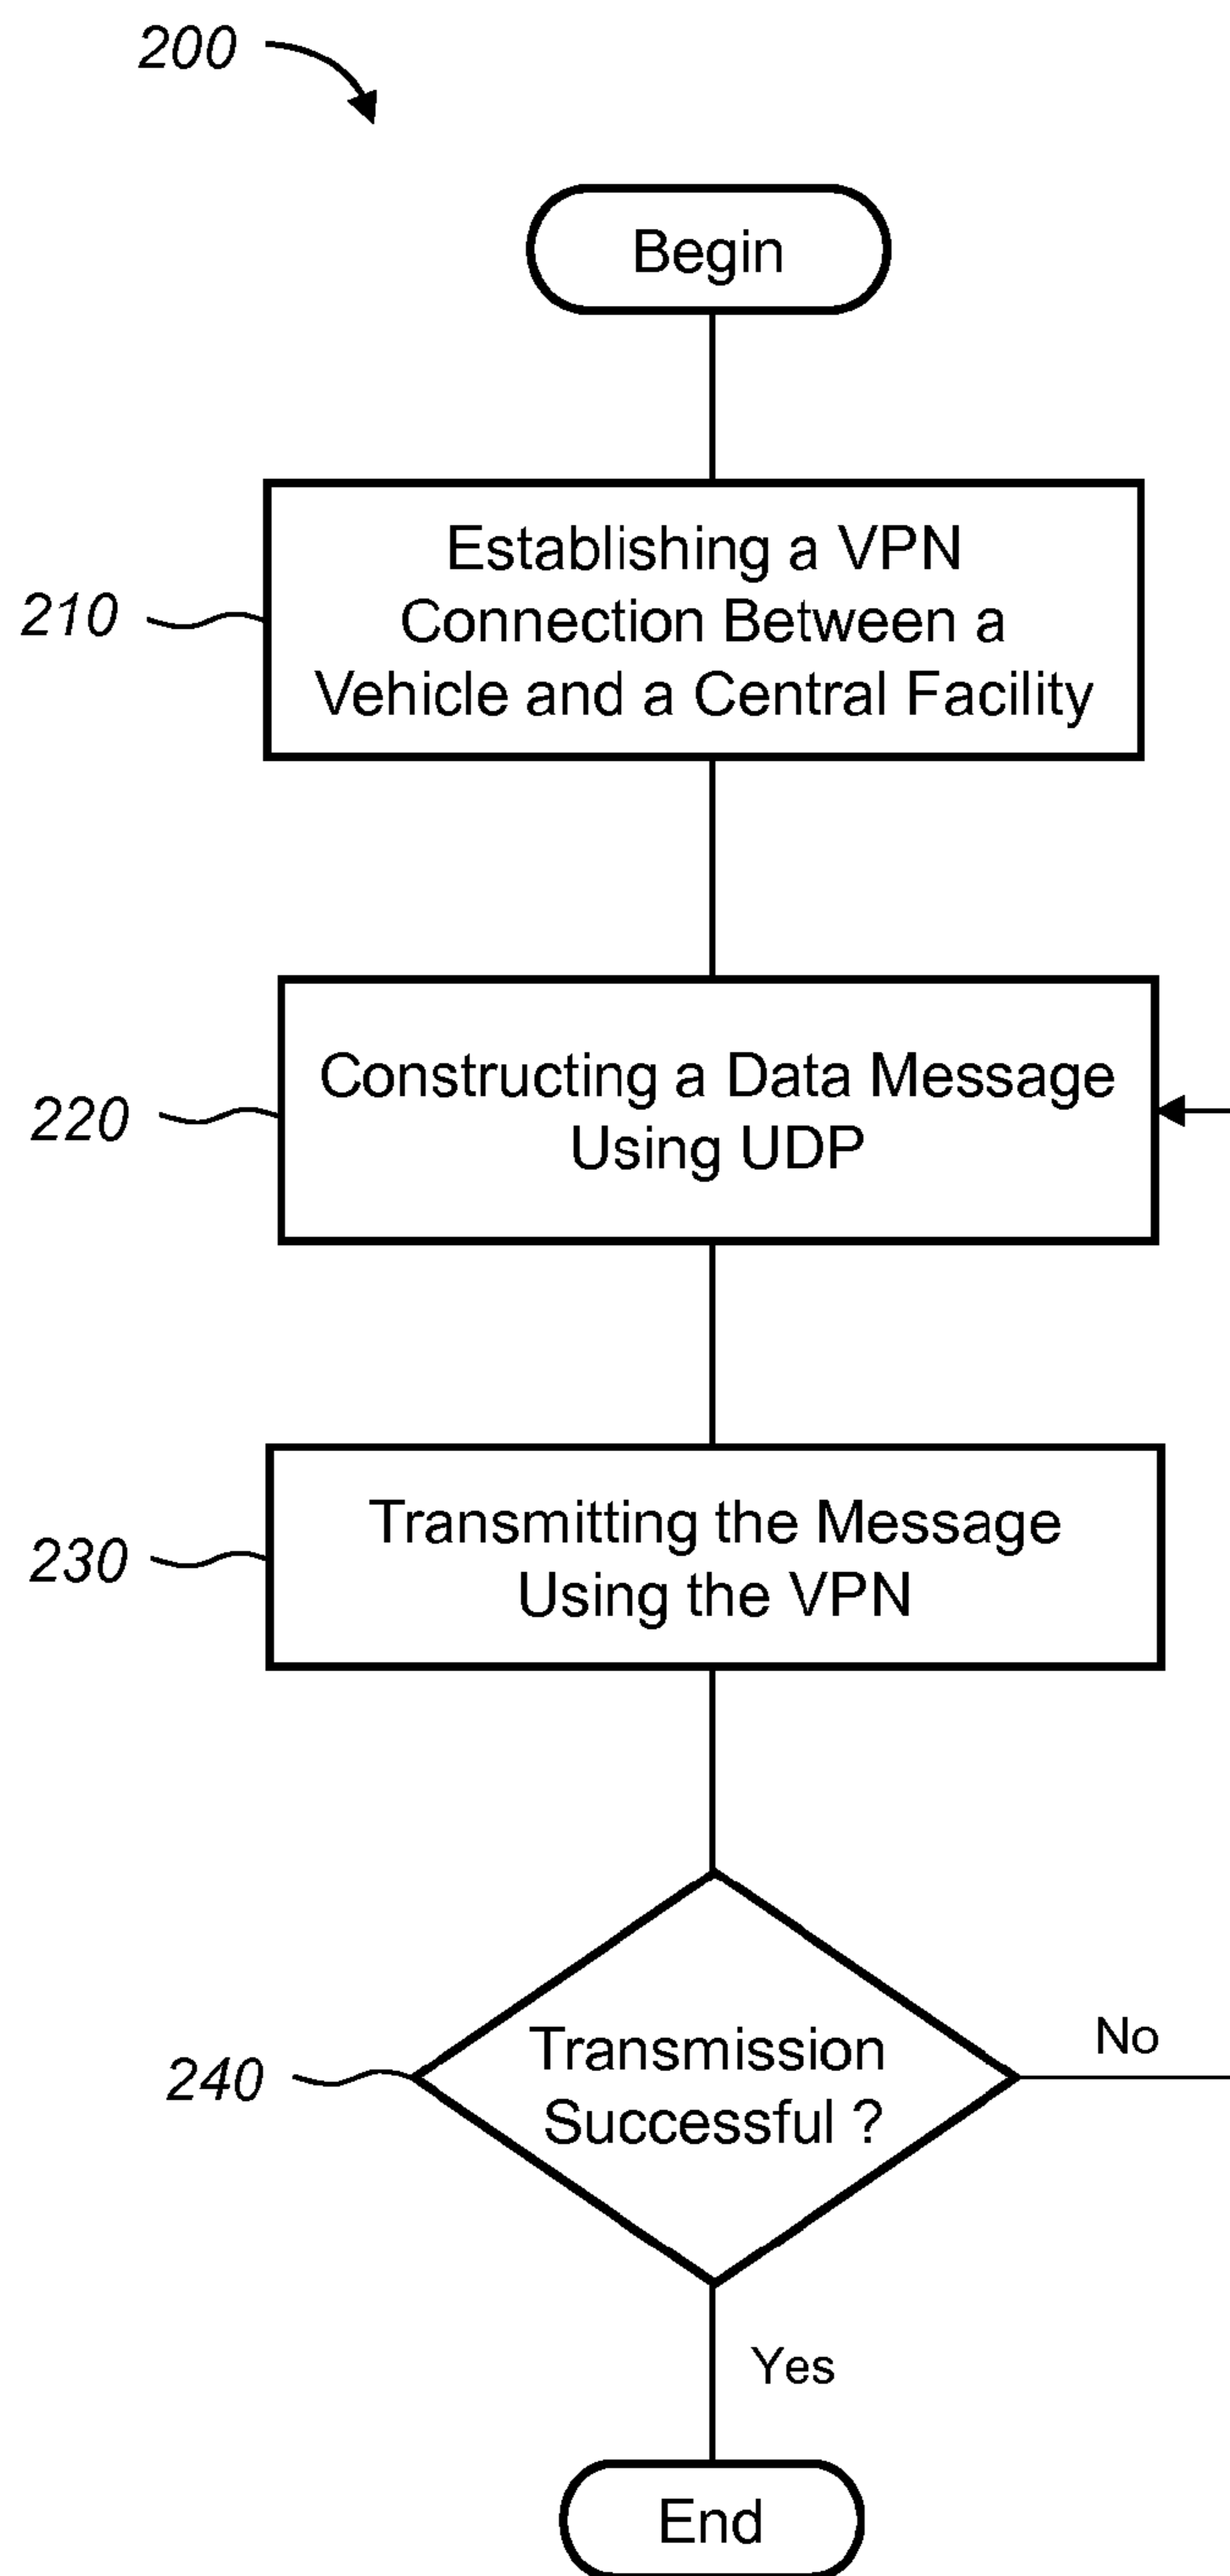 200
Begin
210
Establishing a VPN
Connection Between a
Vehicle and a Central Facility
220
Constructing a Data Message
Using UDP
230
Transmitting the Message
Using the VPN
240
Transmission
Successful ?
No
Yes
End